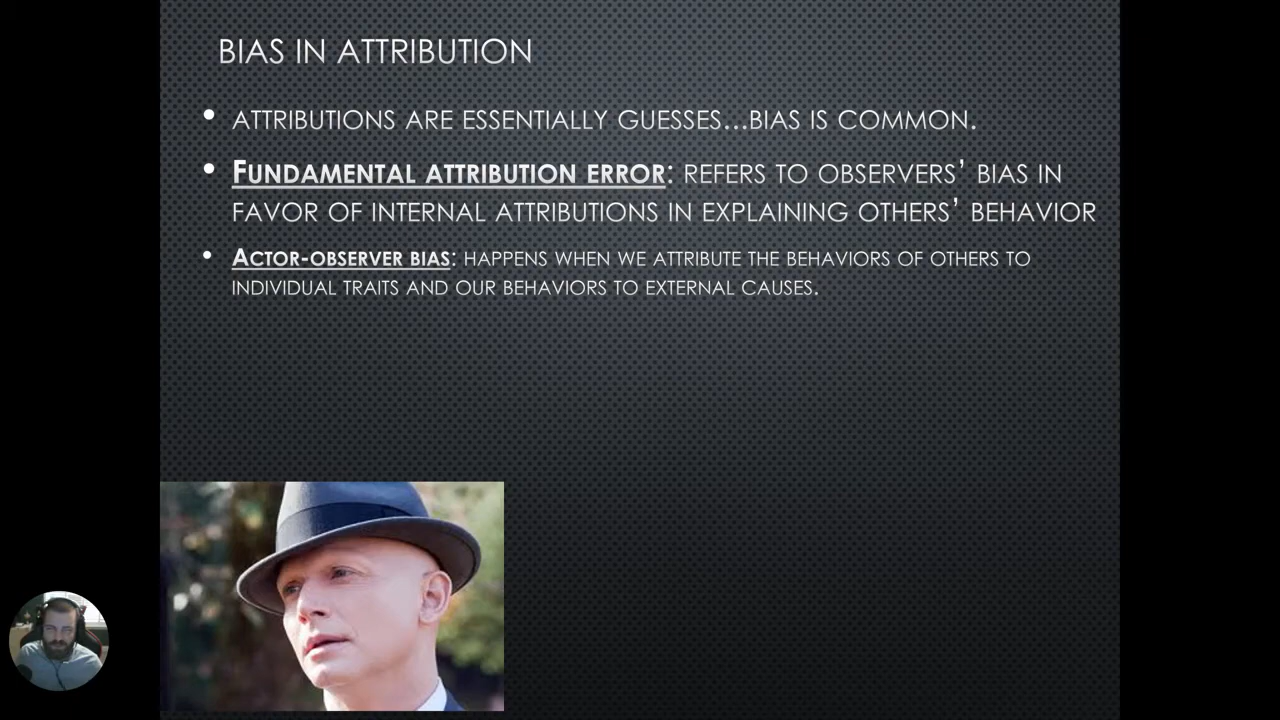 BIAS IN ATTRIBUTION
• ATTRIBUTIONS ARE ESSENTIALLY GUESSES...BIAS IS COMMON.
• FUNDAMENTAL ATTRIBUTION ERROR: REFERS TO OBSERVERS’ BIAS IN
FAVOR OF INTERNAL ATTRIBUTIONS IN EXPLAINING OTHERS’ BEHAVIOR
• ACTOR-OBSERVER BIAS: HAPPENS WHEN WE ATTRIBUTE THE BEHAVIORS OF OTHERS TO
INDIVIDUAL TRAITS AND OUR BEHAVIORS TO EXTERNAL CAUSES.